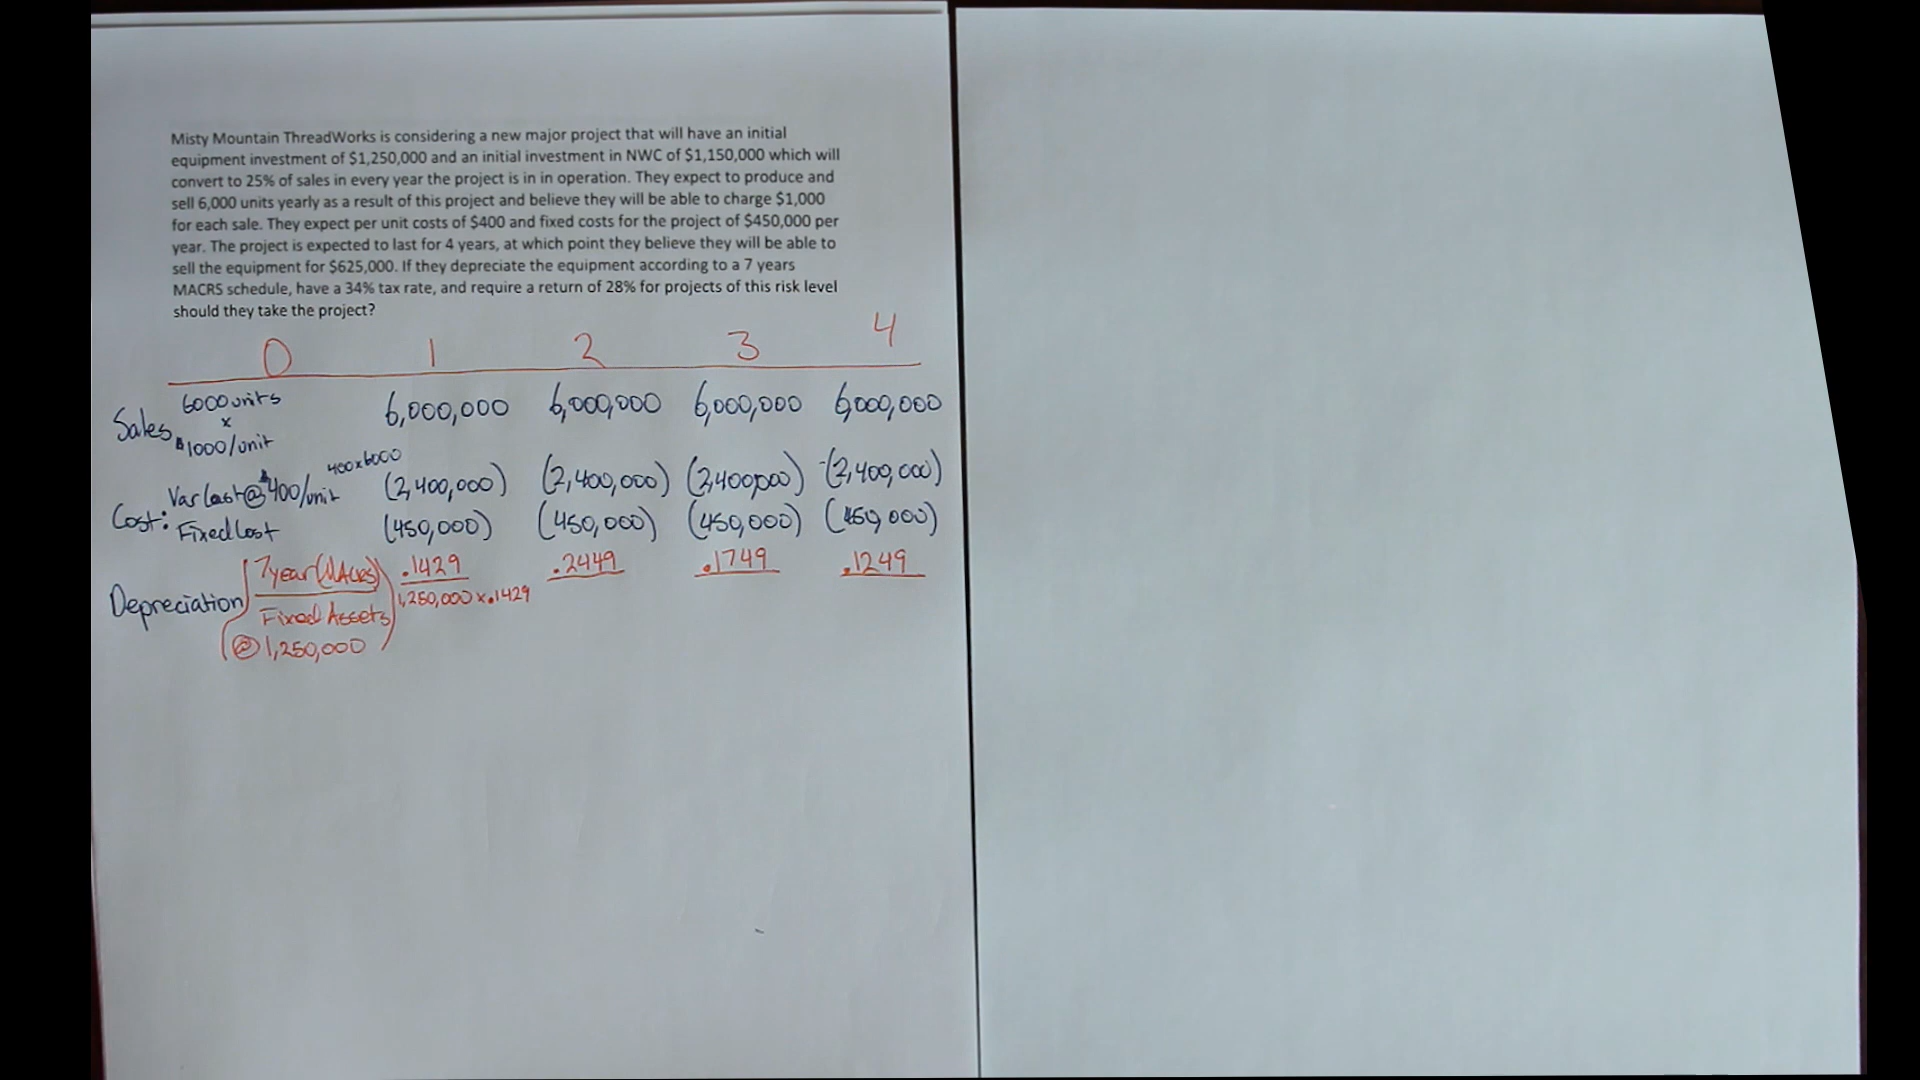 Misty Mountain ThreadWorks is considering a new major project that will have an initial
equipment investment of $1,250,000 and an initial investment in NWC of $1,150,000 which will
convert to 25% of sales in every year the project is in in operation. They expect to produce and
sell 6,000 units yearly as a result of this project and believe they will be able to charge $1,000
for each sale. They expect per unit costs of $400 and fixed costs for the project of $450,000 per
year. The project is expected to last for 4 years, at which point they believe they will be able to
sell the equipment for $625,000. If they depreciate the equipment according to a 7 years
MACRS schedule, have a 34% tax rate, and require a return of 28% for projects of this risk level
should they take the project?
0 1 2 3 4
Sales 6000 units x $1000/unit 6,000,000 6,000,000 6,000,000 6,000,000
400x6000
Cost: Var Cost @ $400/unit (2,400,000) (2,400,000) (2,400,000) (2,400,000)
Fixed Cost (450,000) (450,000) (450,000) (450,000)
Depreciation 7 year (MACRS) .1429 .2449 .1749 .1249
Fixed Assets 1,250,000 x .1429
@ 1,250,000